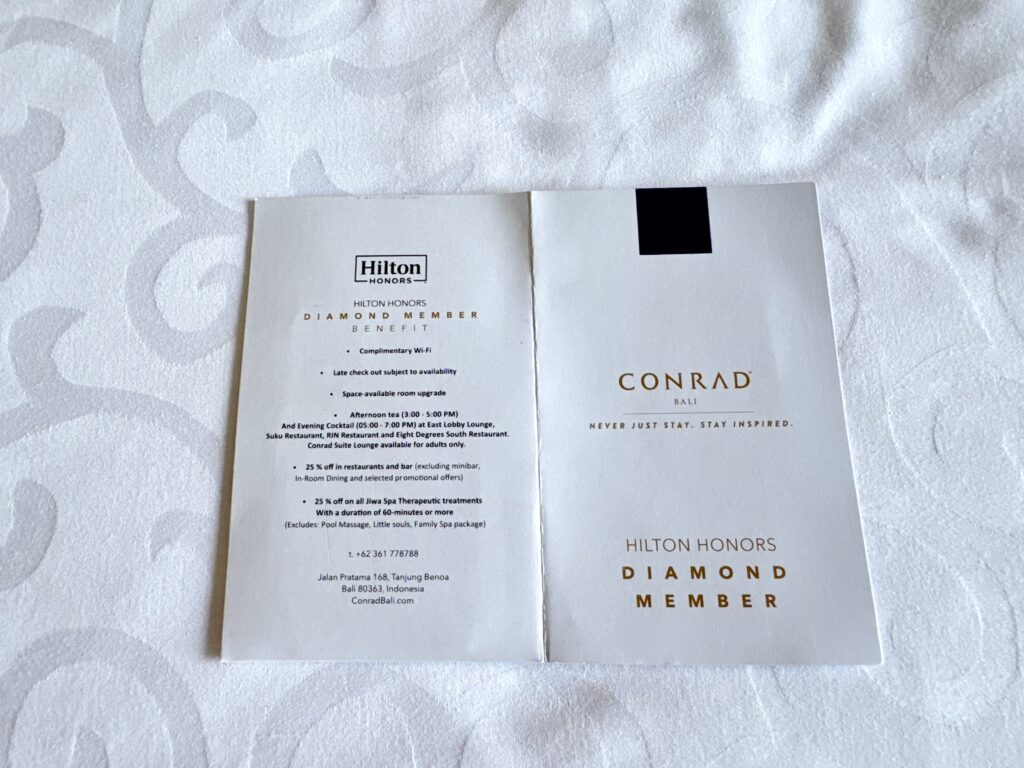 Hilton
HONORS
HILTON HONORS
DIAMOND MEMBER
BENEFIT
• Complimentary Wi-Fi
• Late check out subject to availability
• Space-available room upgrade
• Afternoon tea (3:00 - 5:00 PM)
And Evening Cocktail (05:00 - 7:00 PM) at East Lobby Lounge,
Suku Restaurant, RIN Restaurant and Eight Degrees South Restaurant.
Conrad Suite Lounge available for adults only.
• 25 % off in restaurants and bar (excluding minibar,
In-Room Dining and selected promotional offers)
• 25 % off on all Jiwa Spa Therapeutic treatments
With a duration of 60-minutes or more
(Excludes: Pool Massage, Little souls, Family Spa package)
t. +62 361 778788
Jalan Pratama 168, Tanjung Benoa
Bali 80363, Indonesia
ConradBali.com
CONRAD®
BALI
NEVER JUST STAY. STAY INSPIRED.
HILTON HONORS
DIAMOND
MEMBER